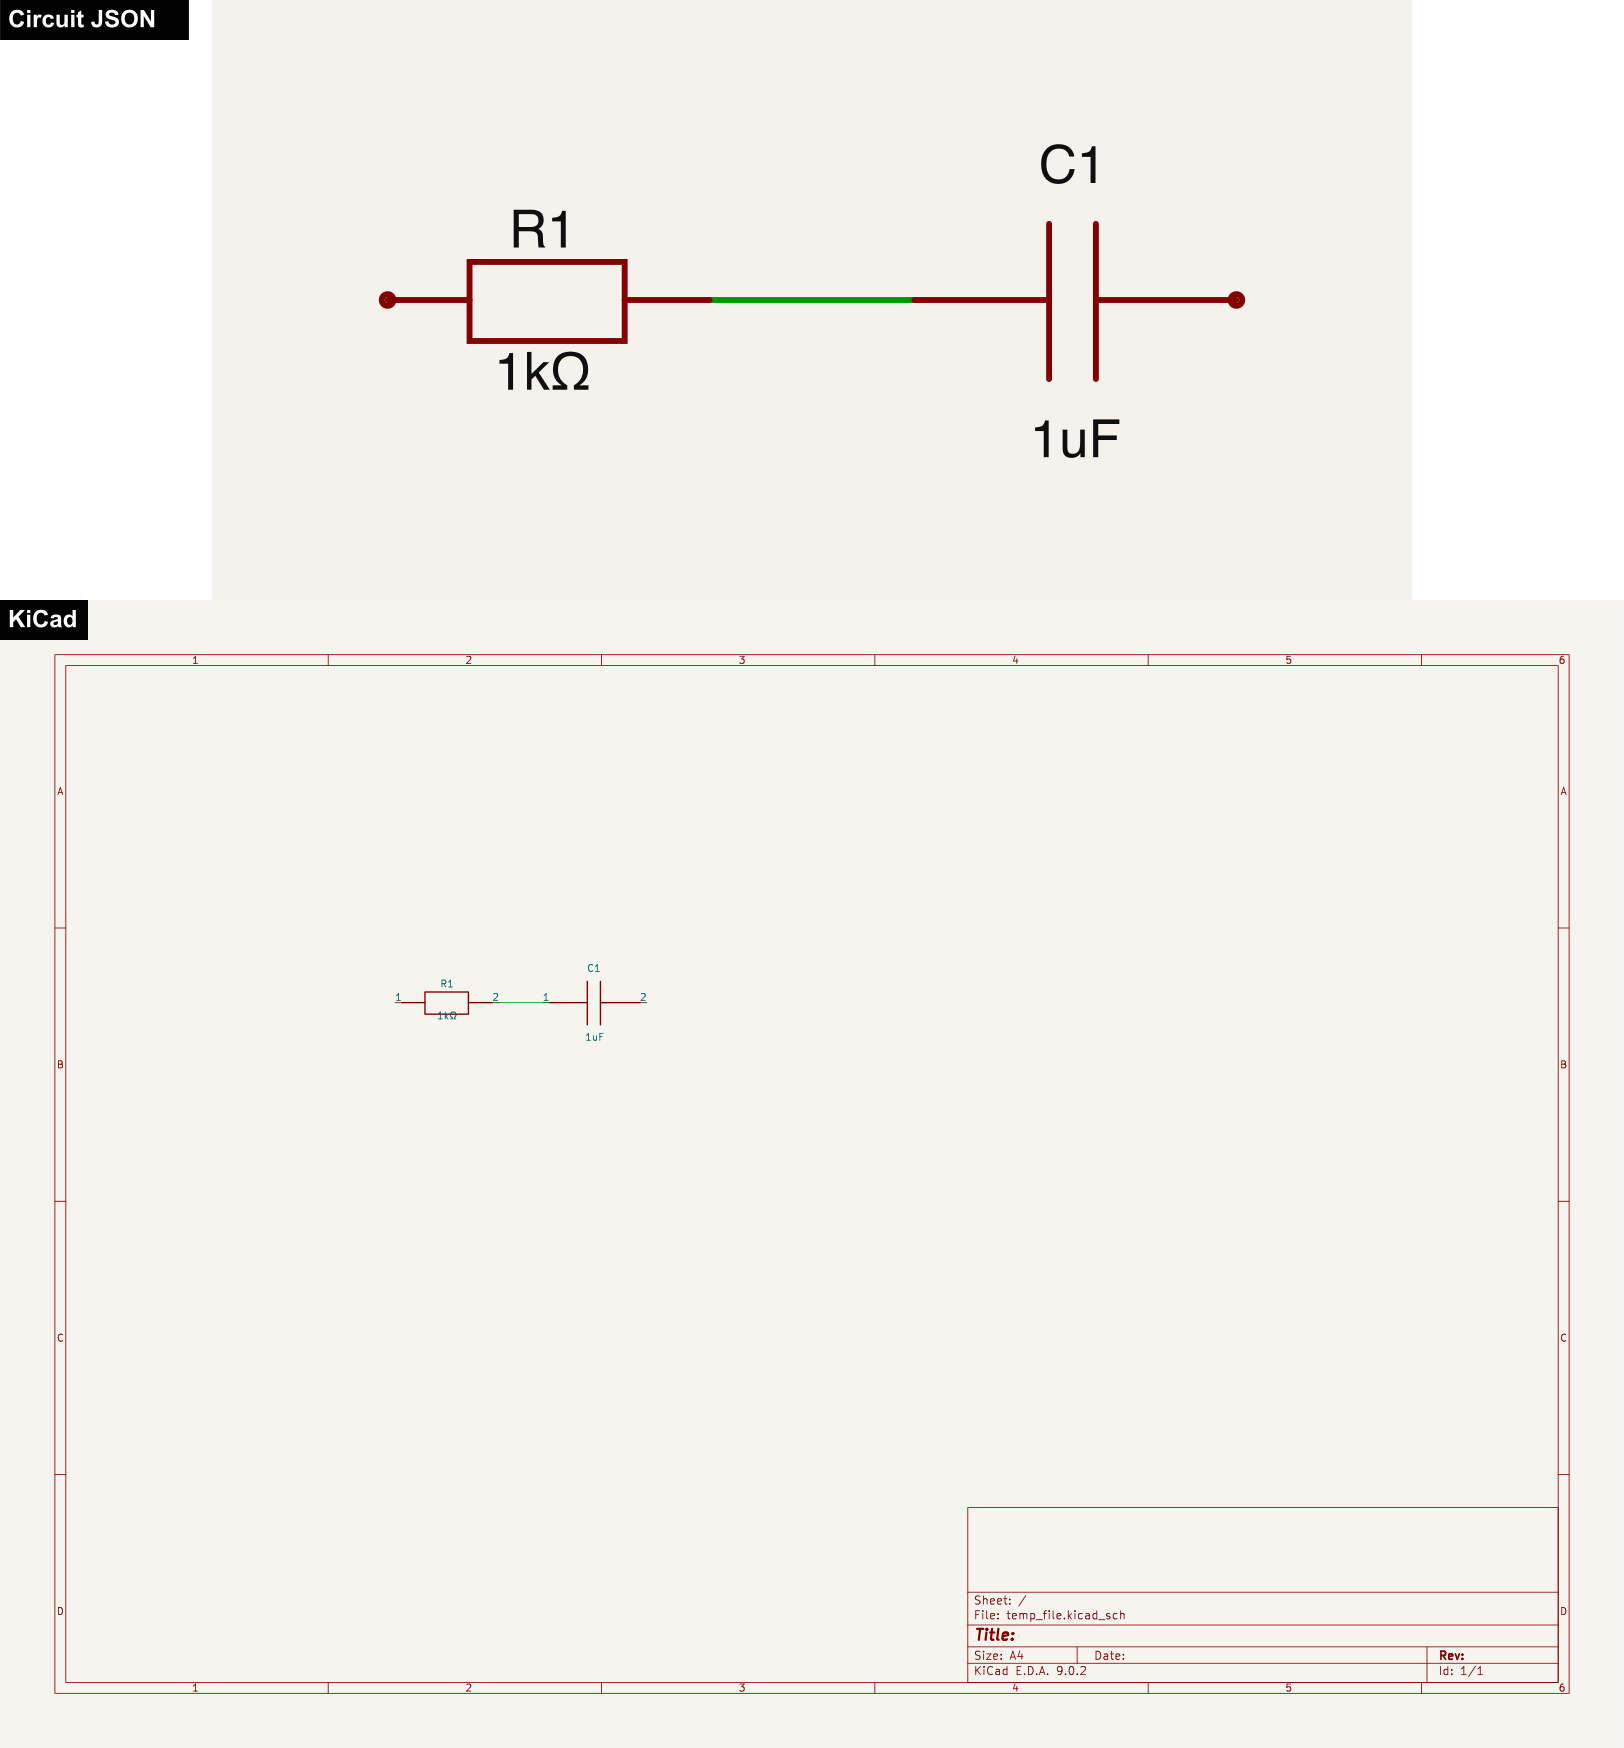 Circuit JSON
C1
R1
1kΩ
1uF
KiCad
1 2 3 4 5 6
A A
C1
R1
1 2 1 2
1kΩ
1uF
B B
C C
Sheet: /
File: temp_file.kicad_sch
D D
Title:
Size: A4 Date: Rev:
KiCad E.D.A. 9.0.2 Id: 1/1
1 2 3 4 5 6